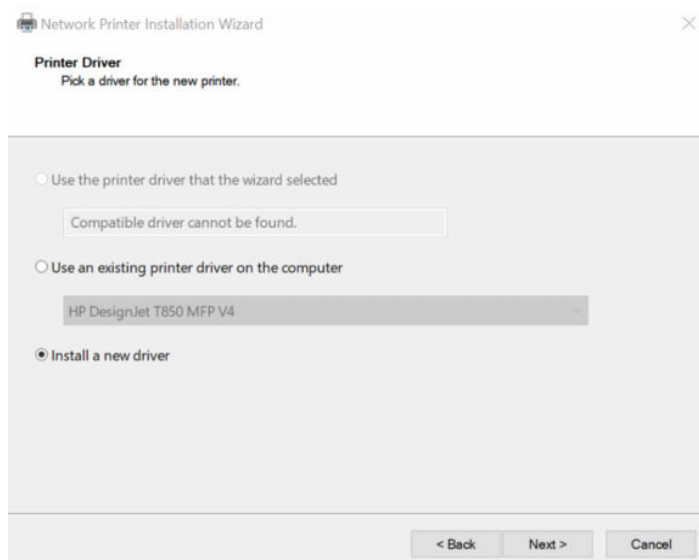 Network Printer Installation Wizard
Printer Driver
Pick a driver for the new printer.
Use the printer driver that the wizard selected
Compatible driver cannot be found.
Use an existing printer driver on the computer
HP DesignJet T850 MFP V4
Install a new driver
< Back Next > Cancel